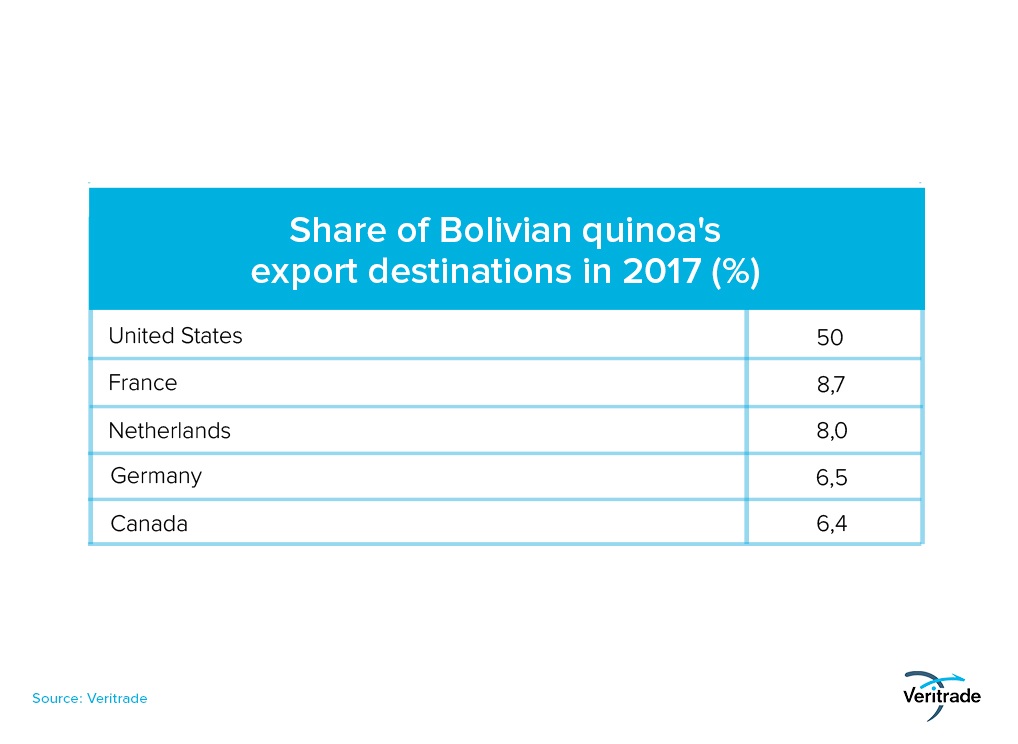 Share of Bolivian quinoa's
export destinations in 2017 (%)
United States 50
France 8,7
Netherlands 8,0
Germany 6,5
Canada 6,4
Source: Veritrade
Veritrade